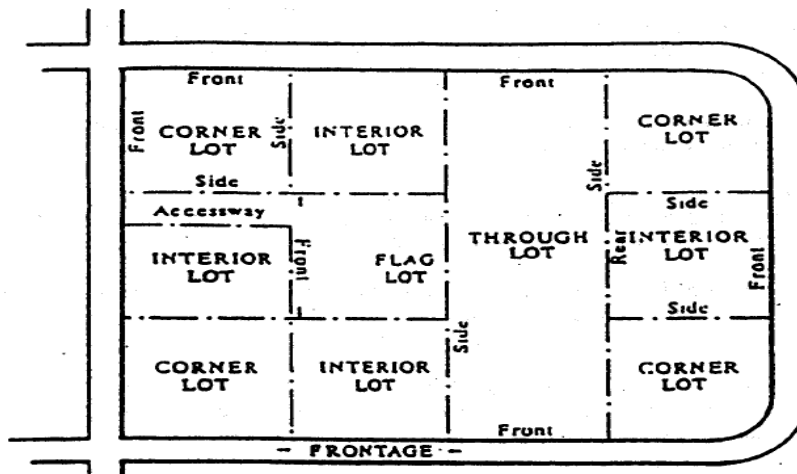 Front
Front
Front
CORNER
LOT
Side
INTERIOR
LOT
CORNER
LOT
Side
Side
Side
Accessway
Front
INTERIOR
LOT
FLAG
LOT
THROUGH
LOT
Rear
INTERIOR
LOT
Front
Side
Side
CORNER
LOT
INTERIOR
LOT
CORNER
LOT
Front
FRONTAGE